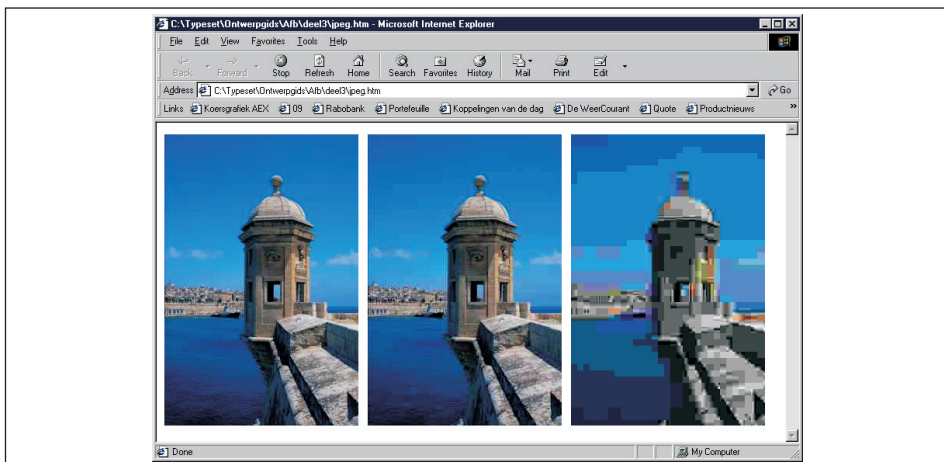 C:\Typeset\Ontwerpgids\Afb\deel3\jpeg.htm - Microsoft Internet Explorer
File Edit View Favorites Tools Help
Back Forward Stop Refresh Home Search Favorites History Mail Print Edit
Address C:\Typeset\Ontwerpgids\Afb\deel3\jpeg.htm Go
Links Koersgrafiek AEX 09 Rabobank Portefeuille Koppelingen van de dag De WeerCourant Quote Productnieuws »
Done My Computer